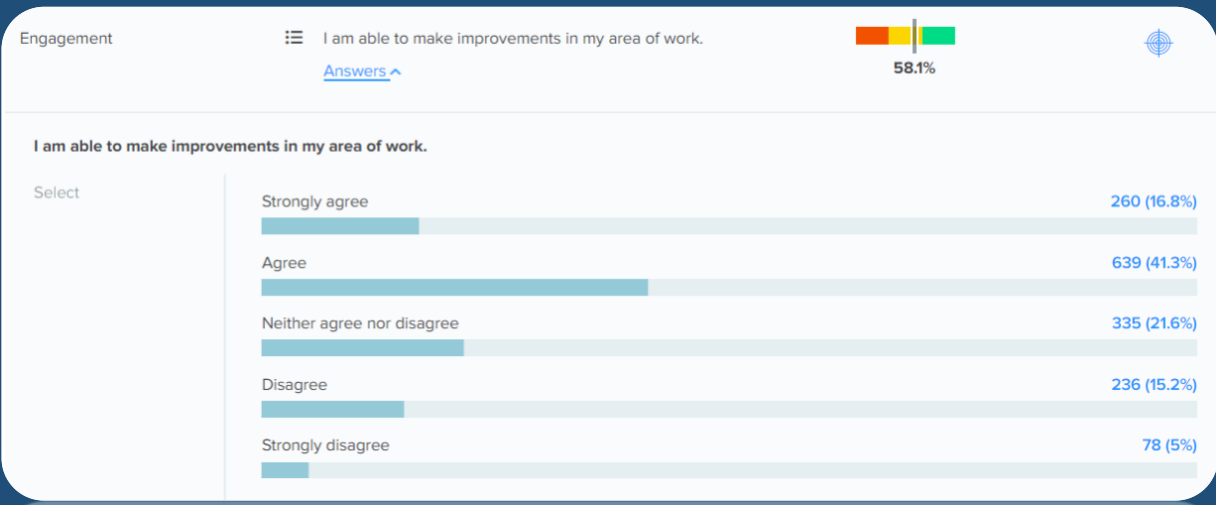 Engagement
I am able to make improvements in my area of work.
Answers
58.1%
I am able to make improvements in my area of work.
Select
Strongly agree 260 (16.8%)
Agree 639 (41.3%)
Neither agree nor disagree 335 (21.6%)
Disagree 236 (15.2%)
Strongly disagree 78 (5%)